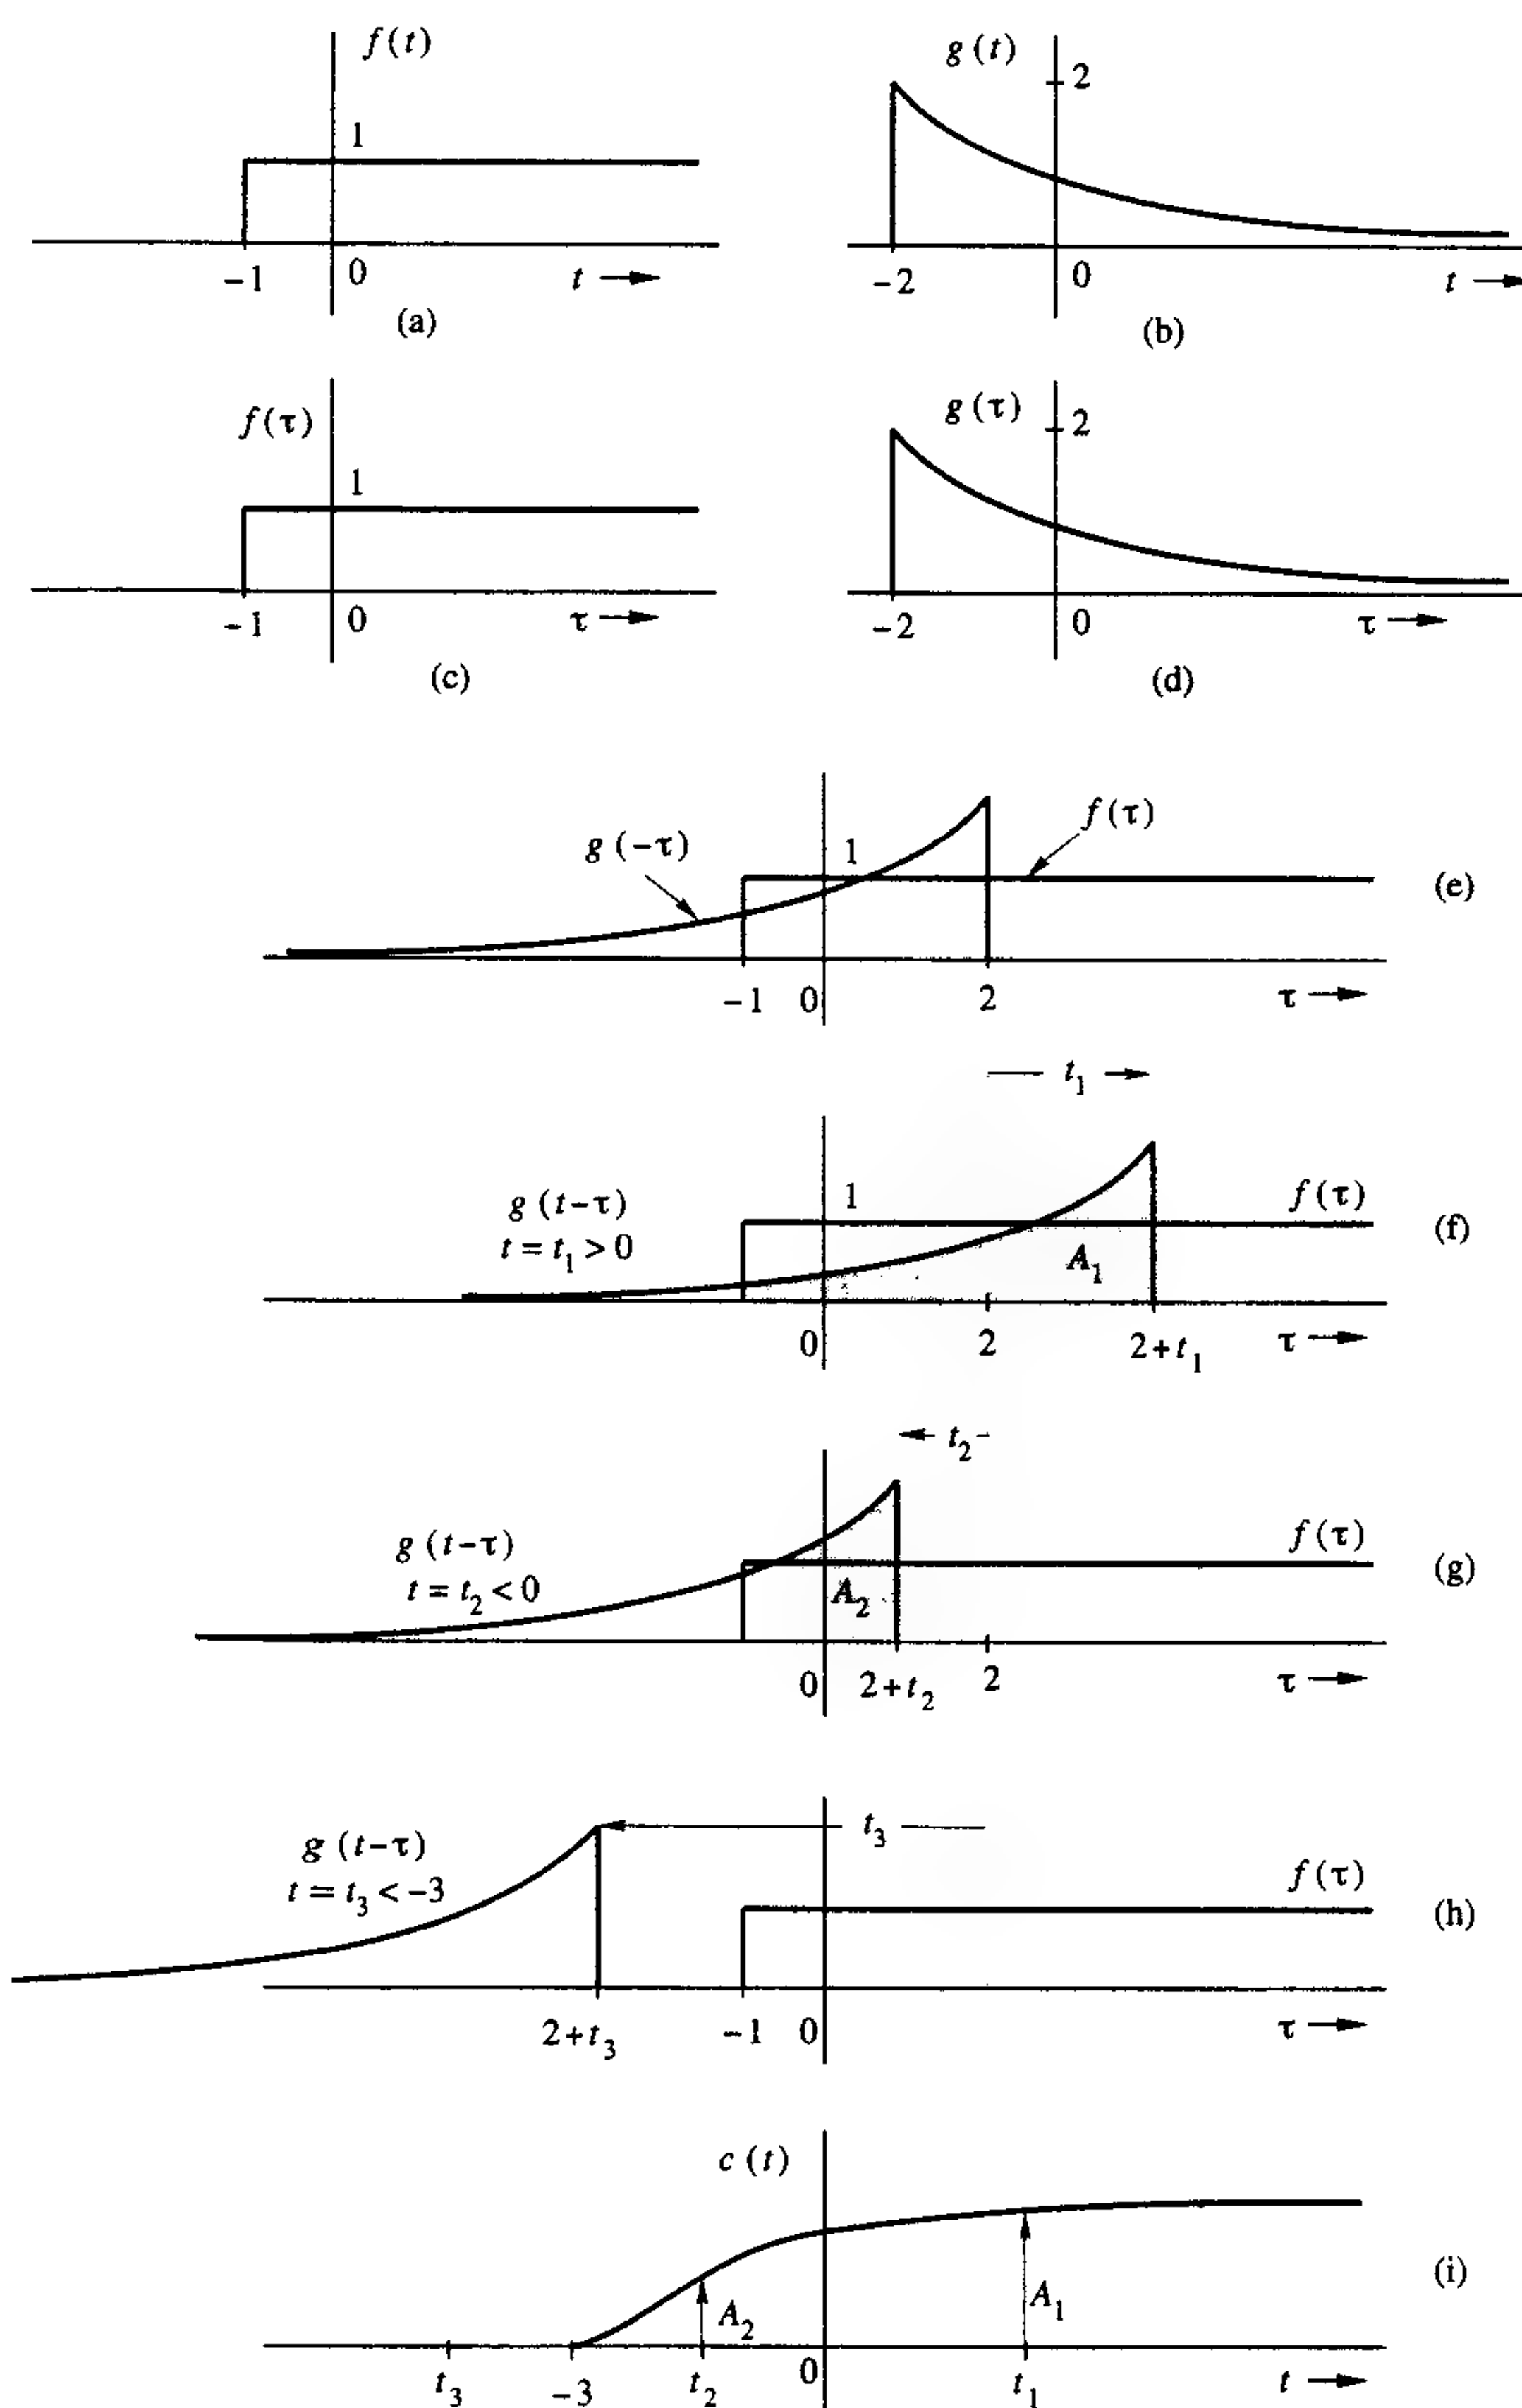 f(t)
1
-1
0
t
(a)
g(t)
2
-2
0
t
(b)
f(τ)
1
-1
0
τ
(c)
g(τ)
2
-2
0
τ
(d)
g(-τ)
1
f(τ)
-1
0
2
τ
(e)
t₁
g(t-τ)
t = t₁ > 0
1
A₁
f(τ)
0
2
2+t₁
τ
(f)
t₂
g(t-τ)
t = t₂ < 0
A₂
f(τ)
0
2+t₂
2
τ
(g)
t₃
g(t-τ)
t = t₃ < -3
f(τ)
2+t₃
-1
0
τ
(h)
c(t)
A₂
A₁
t₃
-3
t₂
0
t₁
t
(i)